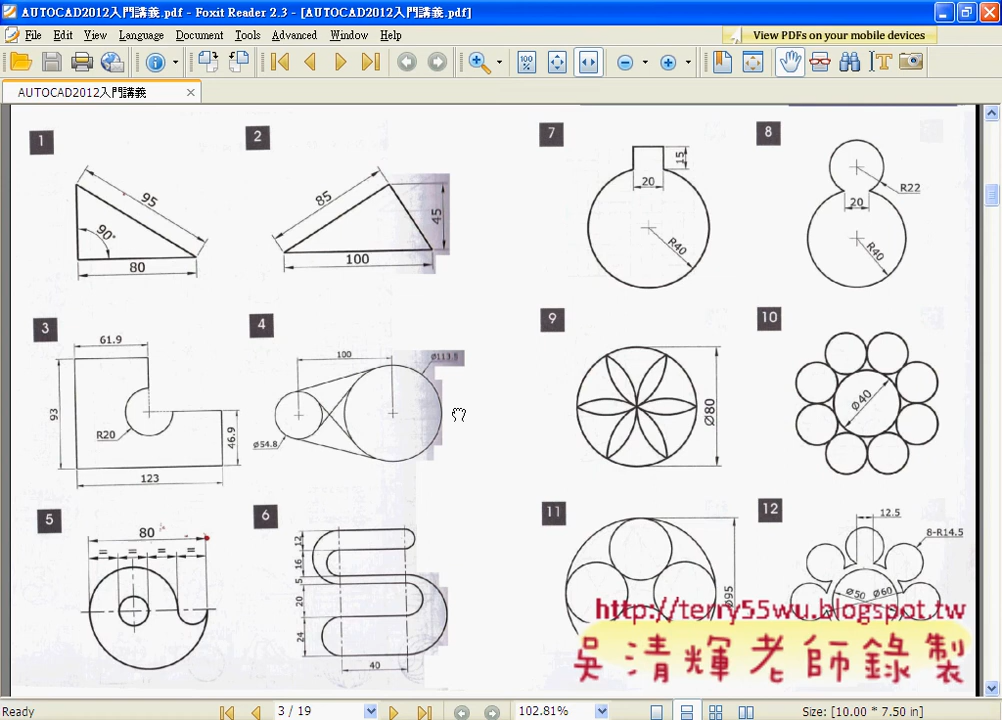 AUTOCAD2012入門講義.pdf - Foxit Reader 2.3 - [AUTOCAD2012入門講義.pdf]
File Edit View Language Document Tools Advanced Window Help
View PDFs on your mobile devices
AUTOCAD2012入門講義
1
95
90°
80
2
85
45
100
7
15
20
R40
8
R22
20
R40
3
61.9
93
R20
46.9
123
4
100
Ø113.5
Ø54.8
9
Ø80
10
Ø40
5
80
= = = =
6
12
16
5
20
24
40
11
Ø95
12
12.5
8-R14.5
Ø50 Ø60
http://terry55wu.blogspot.tw
吳清輝老師錄製
Ready
3 / 19
102.81%
Size: [10.00 * 7.50 in]